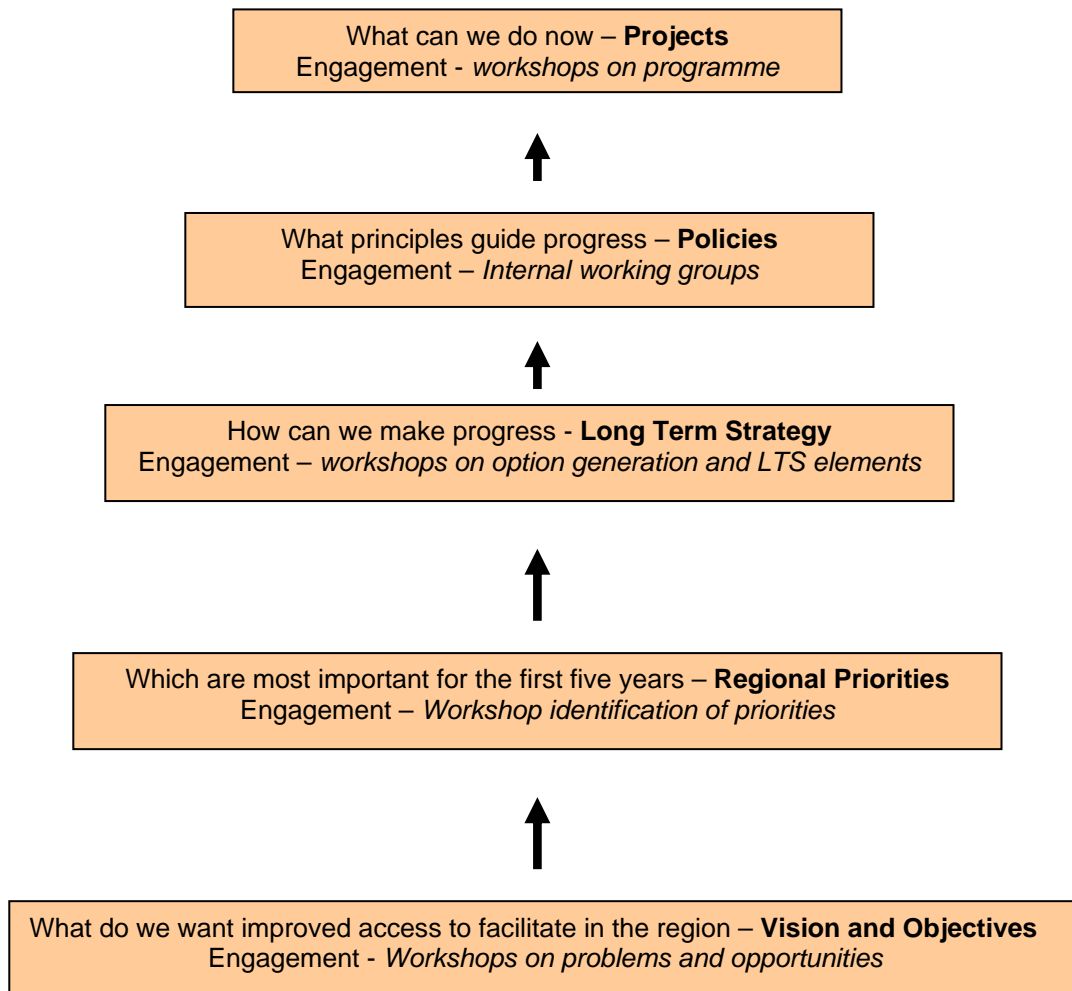 What can we do now – Projects
Engagement - workshops on programme
What principles guide progress – Policies
Engagement – Internal working groups
How can we make progress - Long Term Strategy
Engagement – workshops on option generation and LTS elements
Which are most important for the first five years – Regional Priorities
Engagement – Workshop identification of priorities
What do we want improved access to facilitate in the region – Vision and Objectives
Engagement - Workshops on problems and opportunities